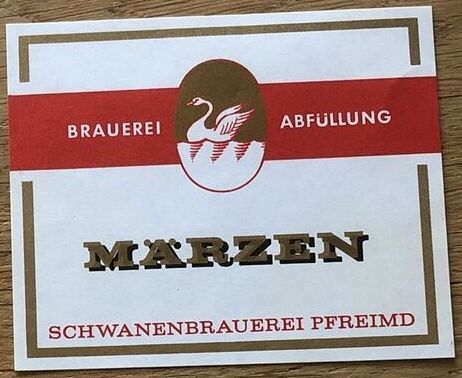 BRAUEREI ABFÜLLUNG
MÄRZEN
SCHWANENBRAUEREI PFREIMD